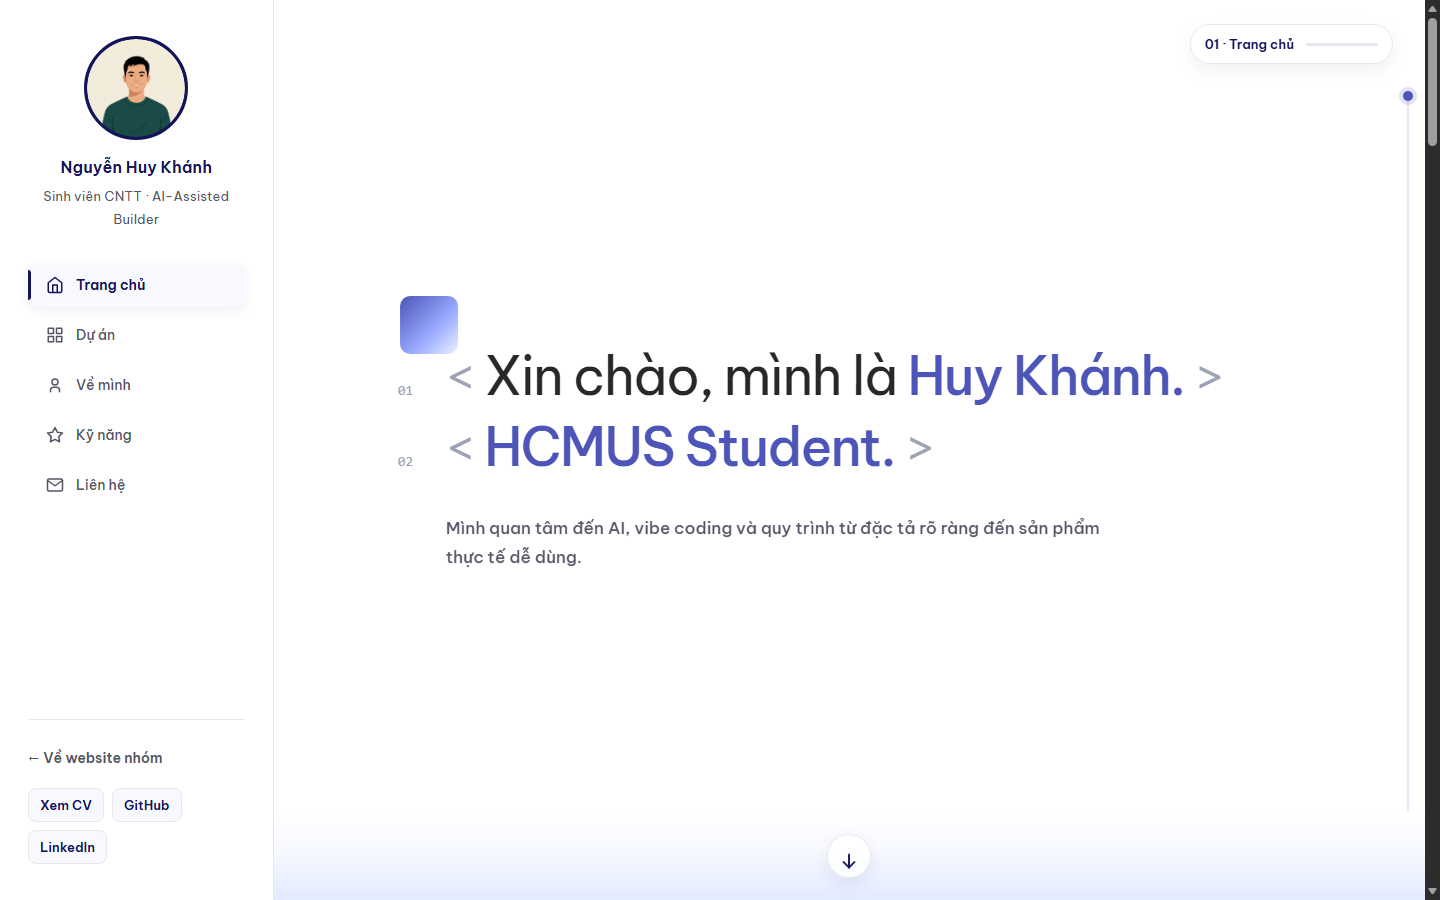 Nguyễn Huy Khánh
Sinh viên CNTT · AI-Assisted
Builder
Trang chủ
Dự án
Về mình
Kỹ năng
Liên hệ
← Về website nhóm
Xem CV
GitHub
LinkedIn
01 · Trang chủ
01
< Xin chào, mình là Huy Khánh. >
02
< HCMUS Student. >
Mình quan tâm đến AI, vibe coding và quy trình từ đặc tả rõ ràng đến sản phẩm
thực tế dễ dùng.